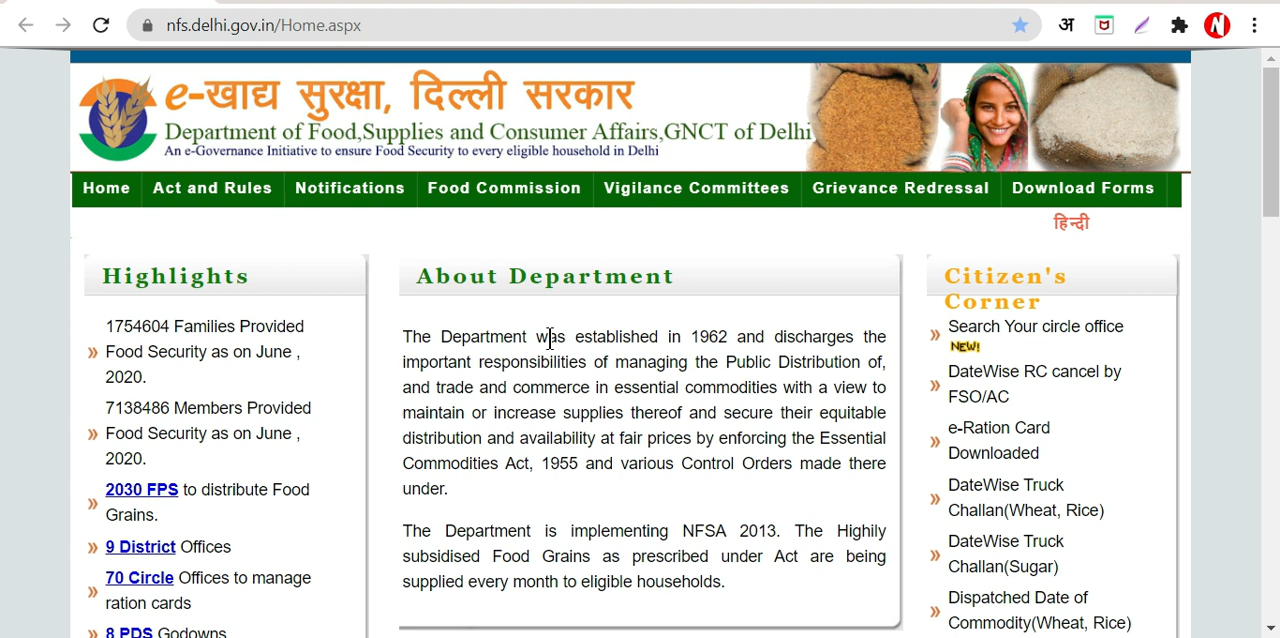 nfs.delhi.gov.in/Home.aspx
अ
N
e-खाद्य सुरक्षा, दिल्ली सरकार
Department of Food,Supplies and Consumer Affairs,GNCT of Delhi
An e-Governance Initiative to ensure Food Security to every eligible household in Delhi
Home Act and Rules Notifications Food Commission Vigilance Committees Grievance Redressal Download Forms
हिन्दी
Highlights
1754604 Families Provided
Food Security as on June ,
2020.
7138486 Members Provided
Food Security as on June ,
2020.
2030 FPS to distribute Food
Grains.
9 District Offices
70 Circle Offices to manage
ration cards
8 PDS Godowns
About Department
The Department was established in 1962 and discharges the
important responsibilities of managing the Public Distribution of,
and trade and commerce in essential commodities with a view to
maintain or increase supplies thereof and secure their equitable
distribution and availability at fair prices by enforcing the Essential
Commodities Act, 1955 and various Control Orders made there
under.
The Department is implementing NFSA 2013. The Highly
subsidised Food Grains as prescribed under Act are being
supplied every month to eligible households.
Citizen's
Corner
Search Your circle office
NEW!
DateWise RC cancel by
FSO/AC
e-Ration Card
Downloaded
DateWise Truck
Challan(Wheat, Rice)
DateWise Truck
Challan(Sugar)
Dispatched Date of
Commodity(Wheat, Rice)